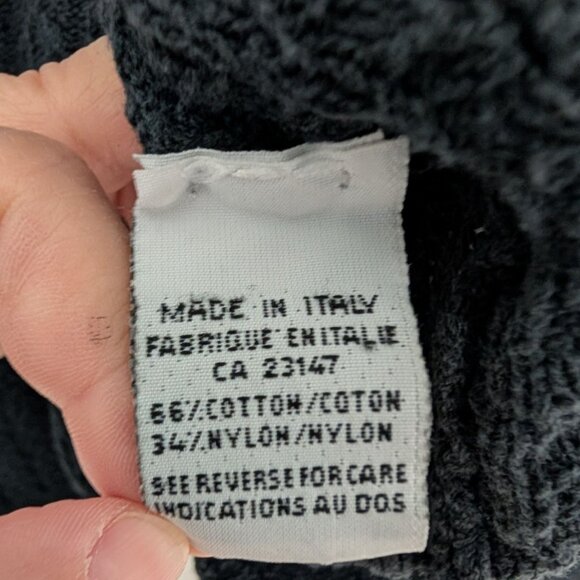 MADE IN ITALY
FABRIQUE EN ITALIE
CA 23147
66% COTTON/COTON
34% NYLON/NYLON
SEE REVERSE FOR CARE
INDICATIONS AU DOS